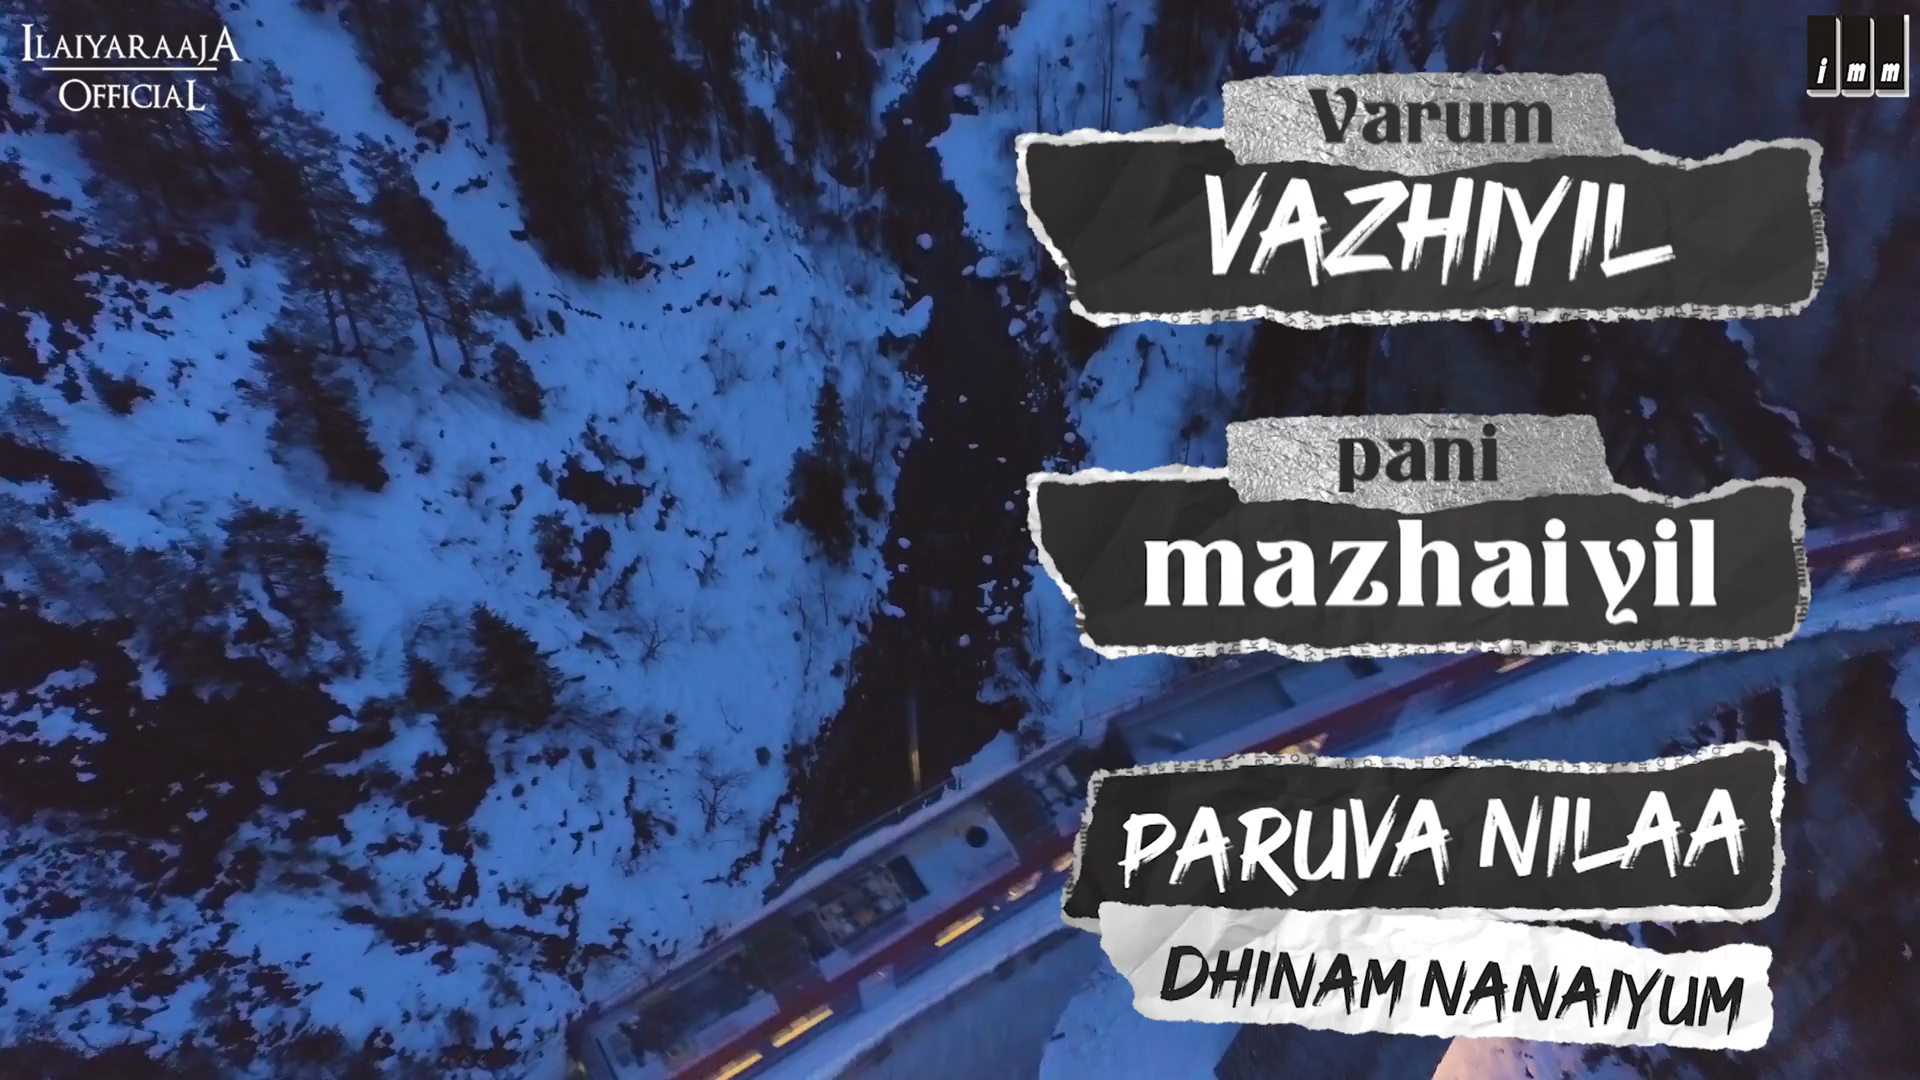 ILAIYARAAJA
OFFICIAL
imm
Varum
VAZHIYIL
pani
mazhaiyil
PARUVA NILAA
DHINAM NANAIYUM